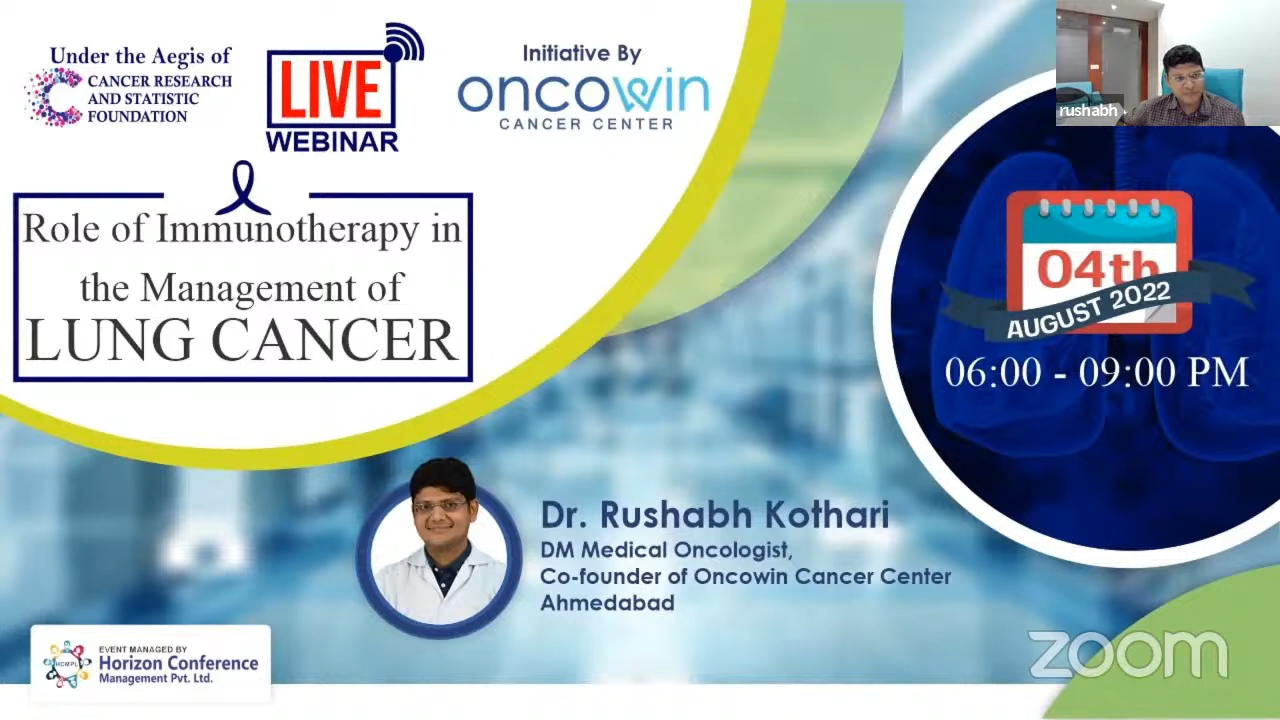 Under the Aegis of
CANCER RESEARCH
AND STATISTIC
FOUNDATION
LIVE
WEBINAR
Initiative By
oncowin
CANCER CENTER
rushabh
Role of Immunotherapy in
the Management of
LUNG CANCER
04th
AUGUST 2022
06:00 - 09:00 PM
Dr. Rushabh Kothari
DM Medical Oncologist,
Co-founder of Oncowin Cancer Center
Ahmedabad
HCMPL
EVENT MANAGED BY
Horizon Conference
Management Pvt. Ltd.
zoom